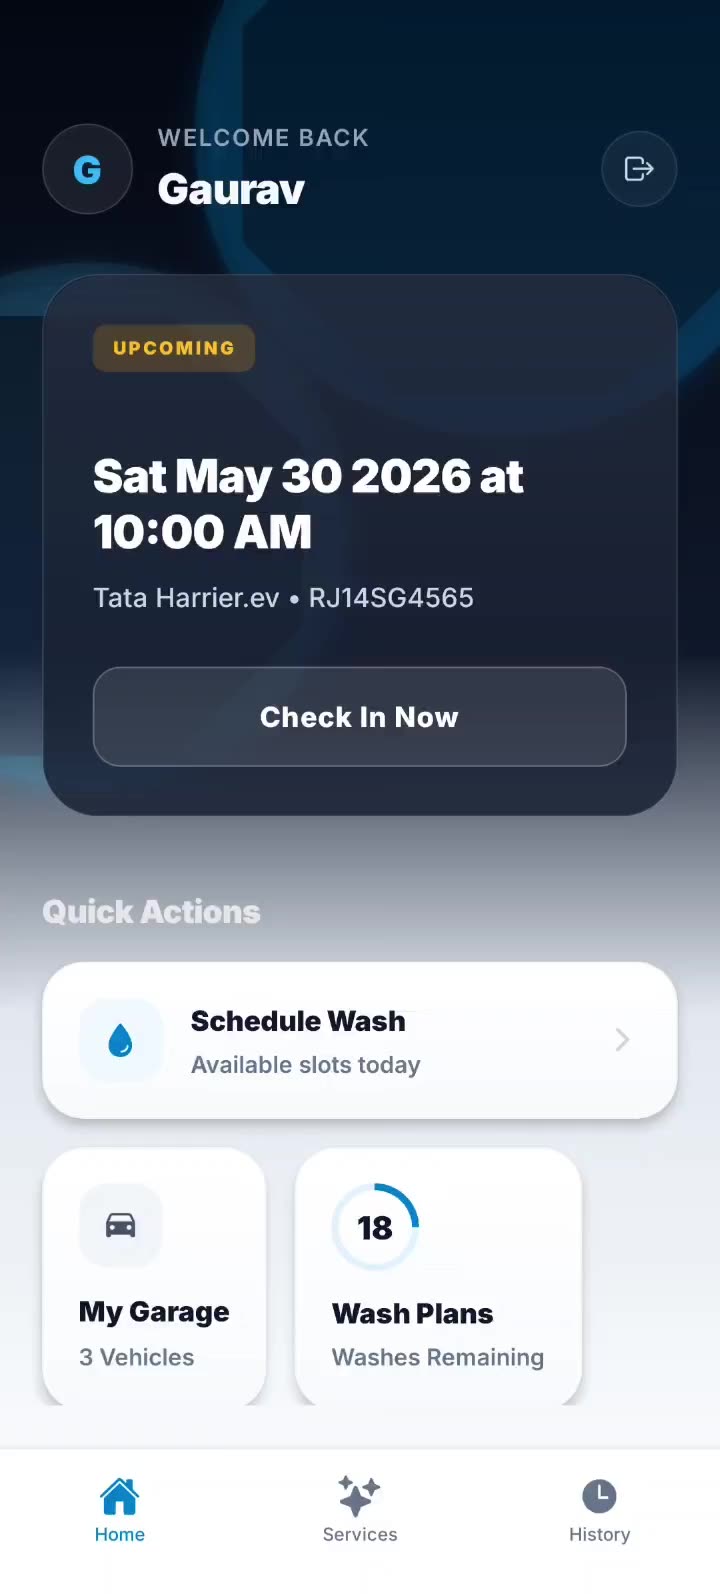 G
WELCOME BACK
Gaurav
UPCOMING
Sat May 30 2026 at
10:00 AM
Tata Harrier.ev • RJ14SG4565
Check In Now
Quick Actions
Schedule Wash
Available slots today
My Garage
3 Vehicles
18
Wash Plans
Washes Remaining
Home
Services
History